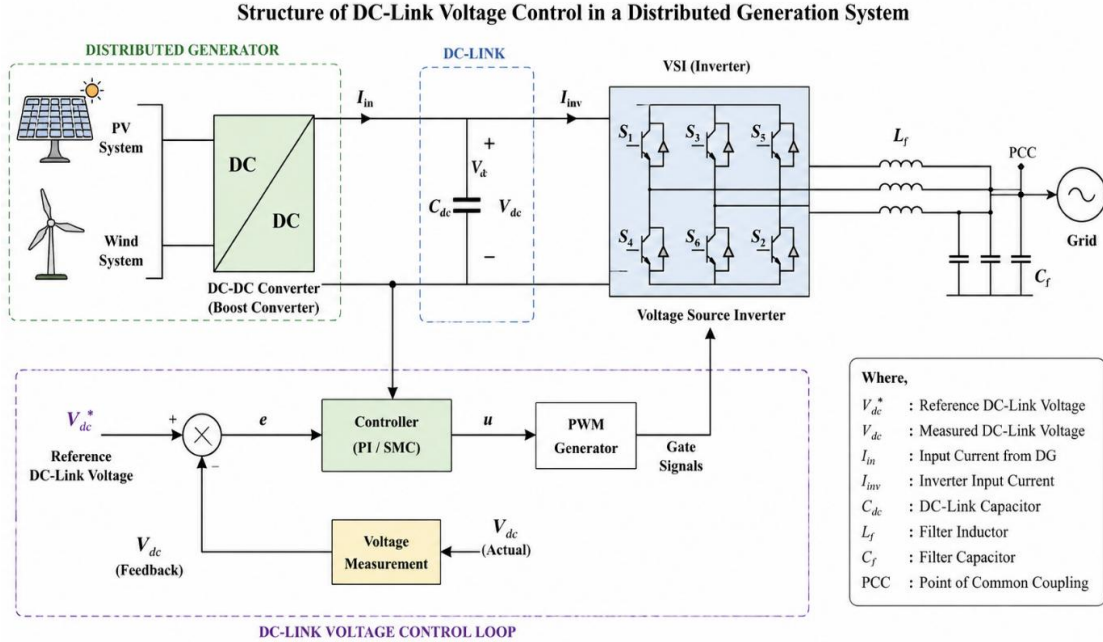 Structure of DC-Link Voltage Control in a Distributed Generation System
DISTRIBUTED GENERATOR
DC-LINK
VSI (Inverter)
PV
System
Wind
System
DC
DC
DC-DC Converter
(Boost Converter)
I_in
I_inv
+
V_dc
C_dc
V_dc
−
S_1
S_3
S_5
S_4
S_6
S_2
Voltage Source Inverter
L_f
PCC
Grid
C_f
V_dc*
Reference
DC-Link Voltage
+
−
e
Controller
(PI / SMC)
u
PWM
Generator
Gate
Signals
V_dc
(Feedback)
Voltage
Measurement
V_dc
(Actual)
DC-LINK VOLTAGE CONTROL LOOP
Where,
V_dc* : Reference DC-Link Voltage
V_dc : Measured DC-Link Voltage
I_in : Input Current from DG
I_inv : Inverter Input Current
C_dc : DC-Link Capacitor
L_f : Filter Inductor
C_f : Filter Capacitor
PCC : Point of Common Coupling